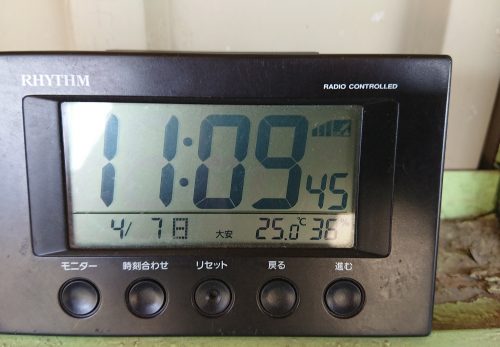 RHYTHM
RADIO CONTROLLED
11:09 45
4/ 7 日 大安 25.0℃ 36%
モニター 時刻合わせ リセット 戻る 進む